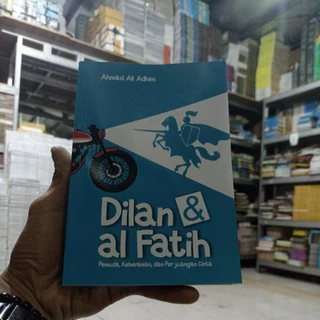 Ahmad Ali Adhim
Dilan &
al Fatih
Pemuda, Keberanian, dan Perjuangan Cinta